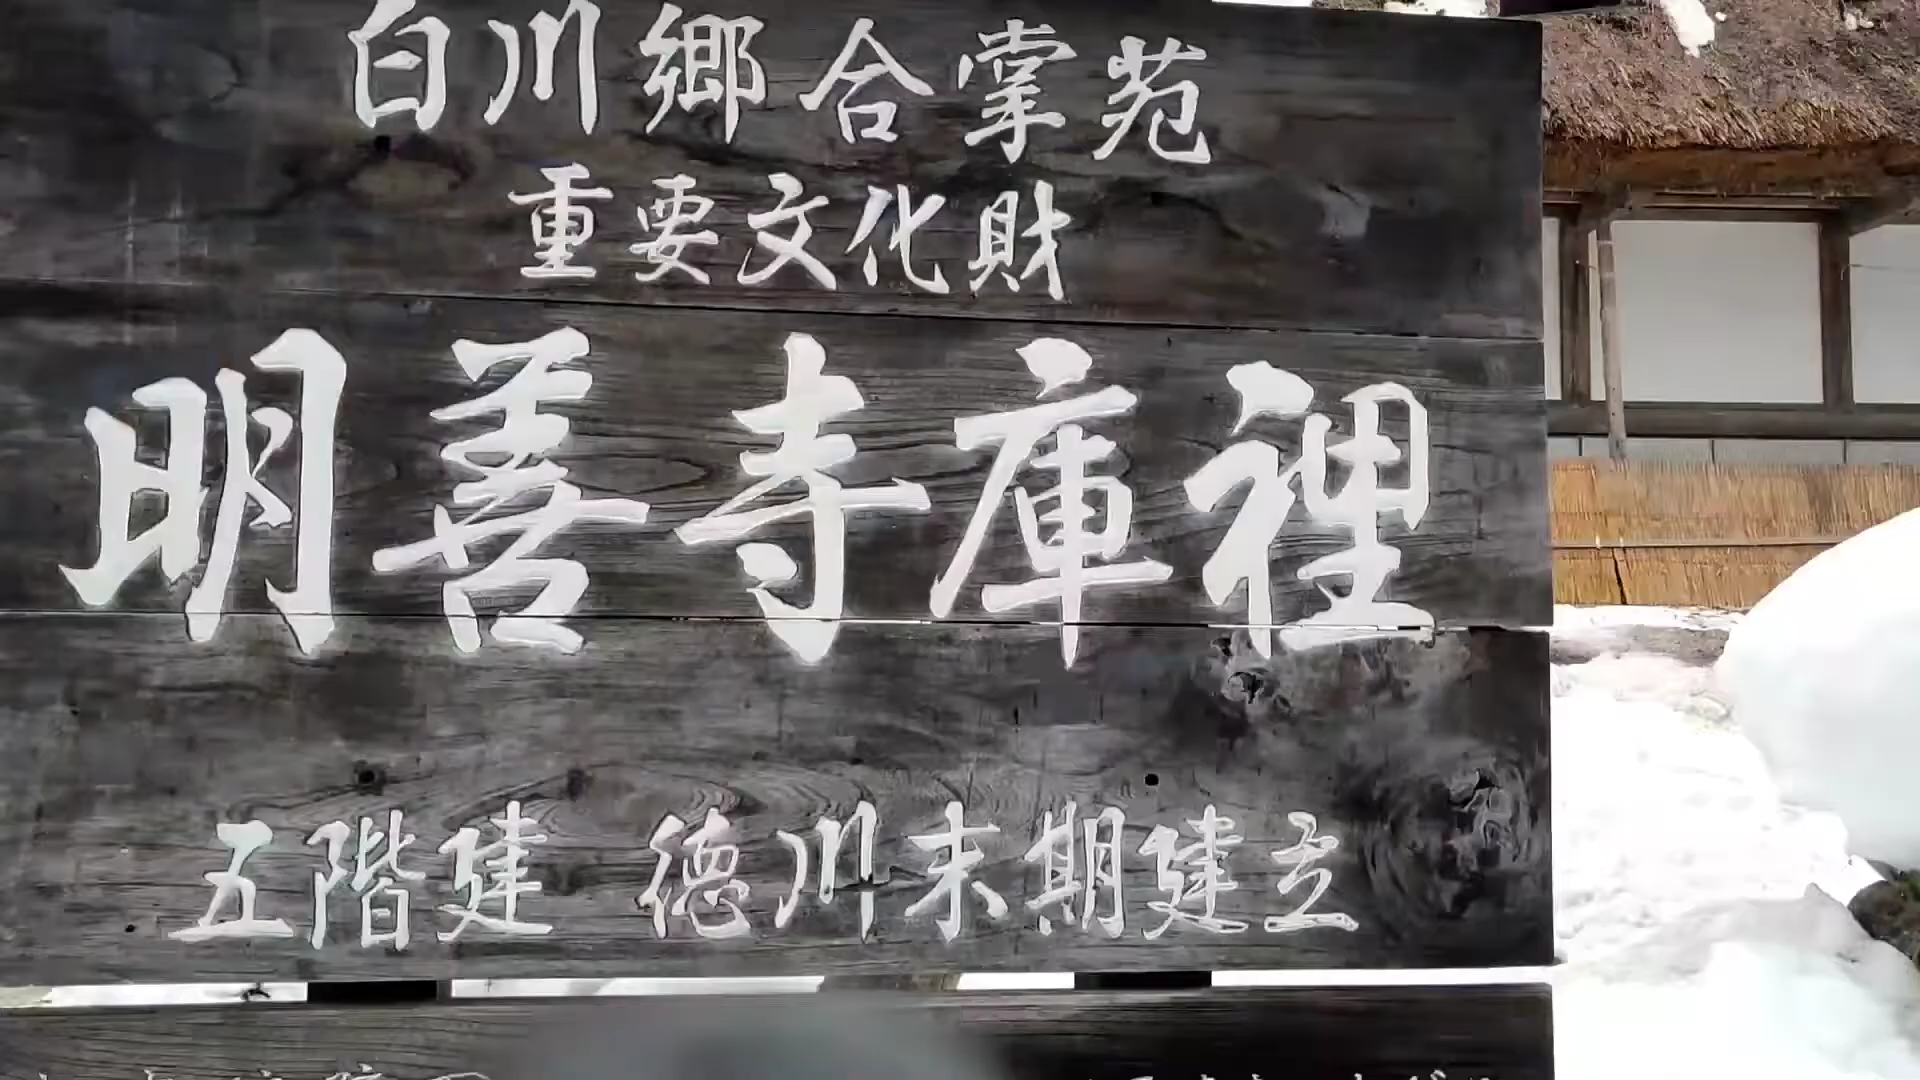 白川郷合掌苑
重要文化財
明善寺庫裡
五階建 徳川末期建立